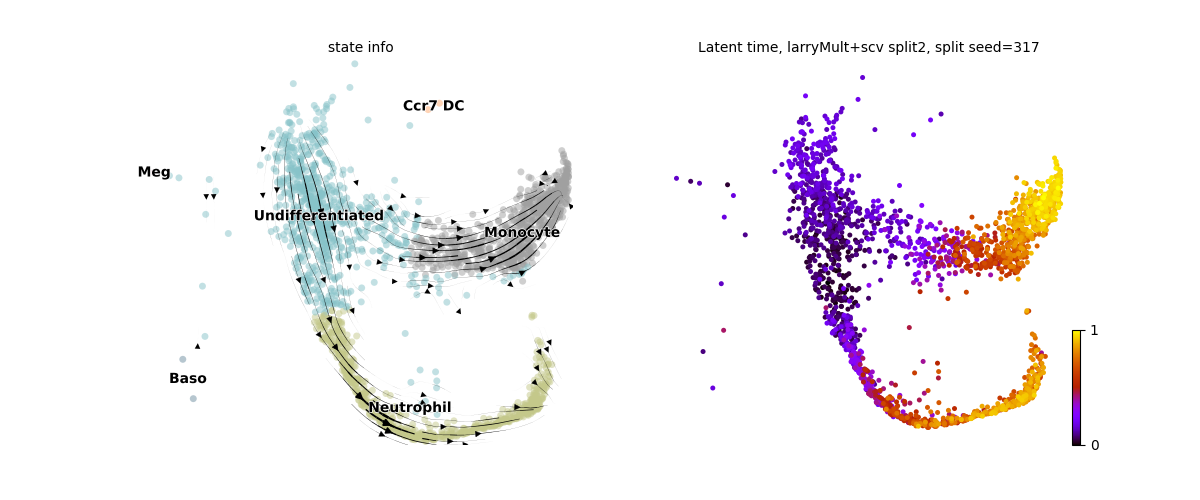 state info
Latent time, larryMult+scv split2, split seed=317
Ccr7 DC
Meg
Undifferentiated
Monocyte
Baso
Neutrophil
1
0